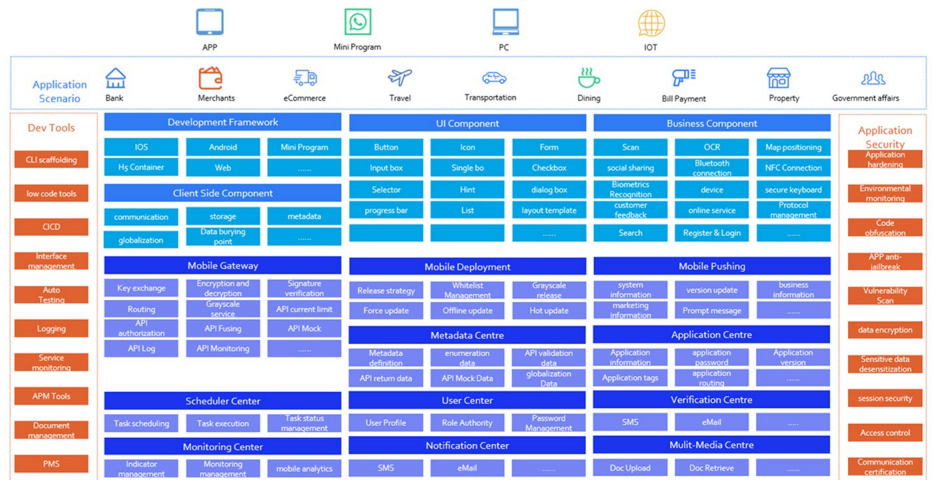 APP
Mini Program
PC
IOT
Application
Scenario
Bank
Merchants
eCommerce
Travel
Transportation
Dining
Bill Payment
Property
Government affairs
Dev Tools
CLI scaffolding
low code tools
CICD
Interface
management
Auto
Testing
Logging
Service
monitoring
APM Tools
Document
management
PMS
Development Framework
IOS
Android
Mini Program
H5 Container
Web
......
Client Side Component
communication
storage
metadata
globalization
Data burying
point
......
UI Component
Button
Icon
Form
Input box
Single bo
Checkbox
Selector
Hint
dialog box
progress bar
List
layout template
......
Business Component
Scan
OCR
Map positioning
social sharing
Bluetooth
connection
NFC Connection
Biometrics
Recognition
device
secure keyboard
customer
feedback
online service
Protocol
management
Search
Register & Login
......
Mobile Gateway
Key exchange
Encryption and
decryption
Signature
verification
Routing
Grayscale
service
API current limit
API
authorization
API Fusing
API Mock
API Log
API Monitoring
......
Mobile Deployment
Release strategy
Whitelist
Management
Grayscale
release
Force update
Offline update
Hot update
Mobile Pushing
system
information
version update
business
information
marketing
information
Prompt message
......
Metadata Centre
Metadata
definition
enumeration
data
API validation
data
API return data
API Mock Data
globalization
Data
Application Centre
Application
information
application
password
Application
version
Application tags
application
routing
......
Scheduler Center
Task scheduling
Task execution
Task status
management
User Center
User Profile
Role Authority
Password
Management
Verification Centre
SMS
eMail
......
Monitoring Center
Indicator
management
Monitoring
management
mobile analytics
Notification Center
SMS
eMail
......
Mulit-Media Centre
Doc Upload
Doc Retrieve
......
Application
Security
Application
hardening
Environmental
monitoring
Code
obfuscation
APP anti-
jailbreak
Vulnerability
Scan
data encryption
Sensitive data
desensitization
session security
Access control
Communication
certification